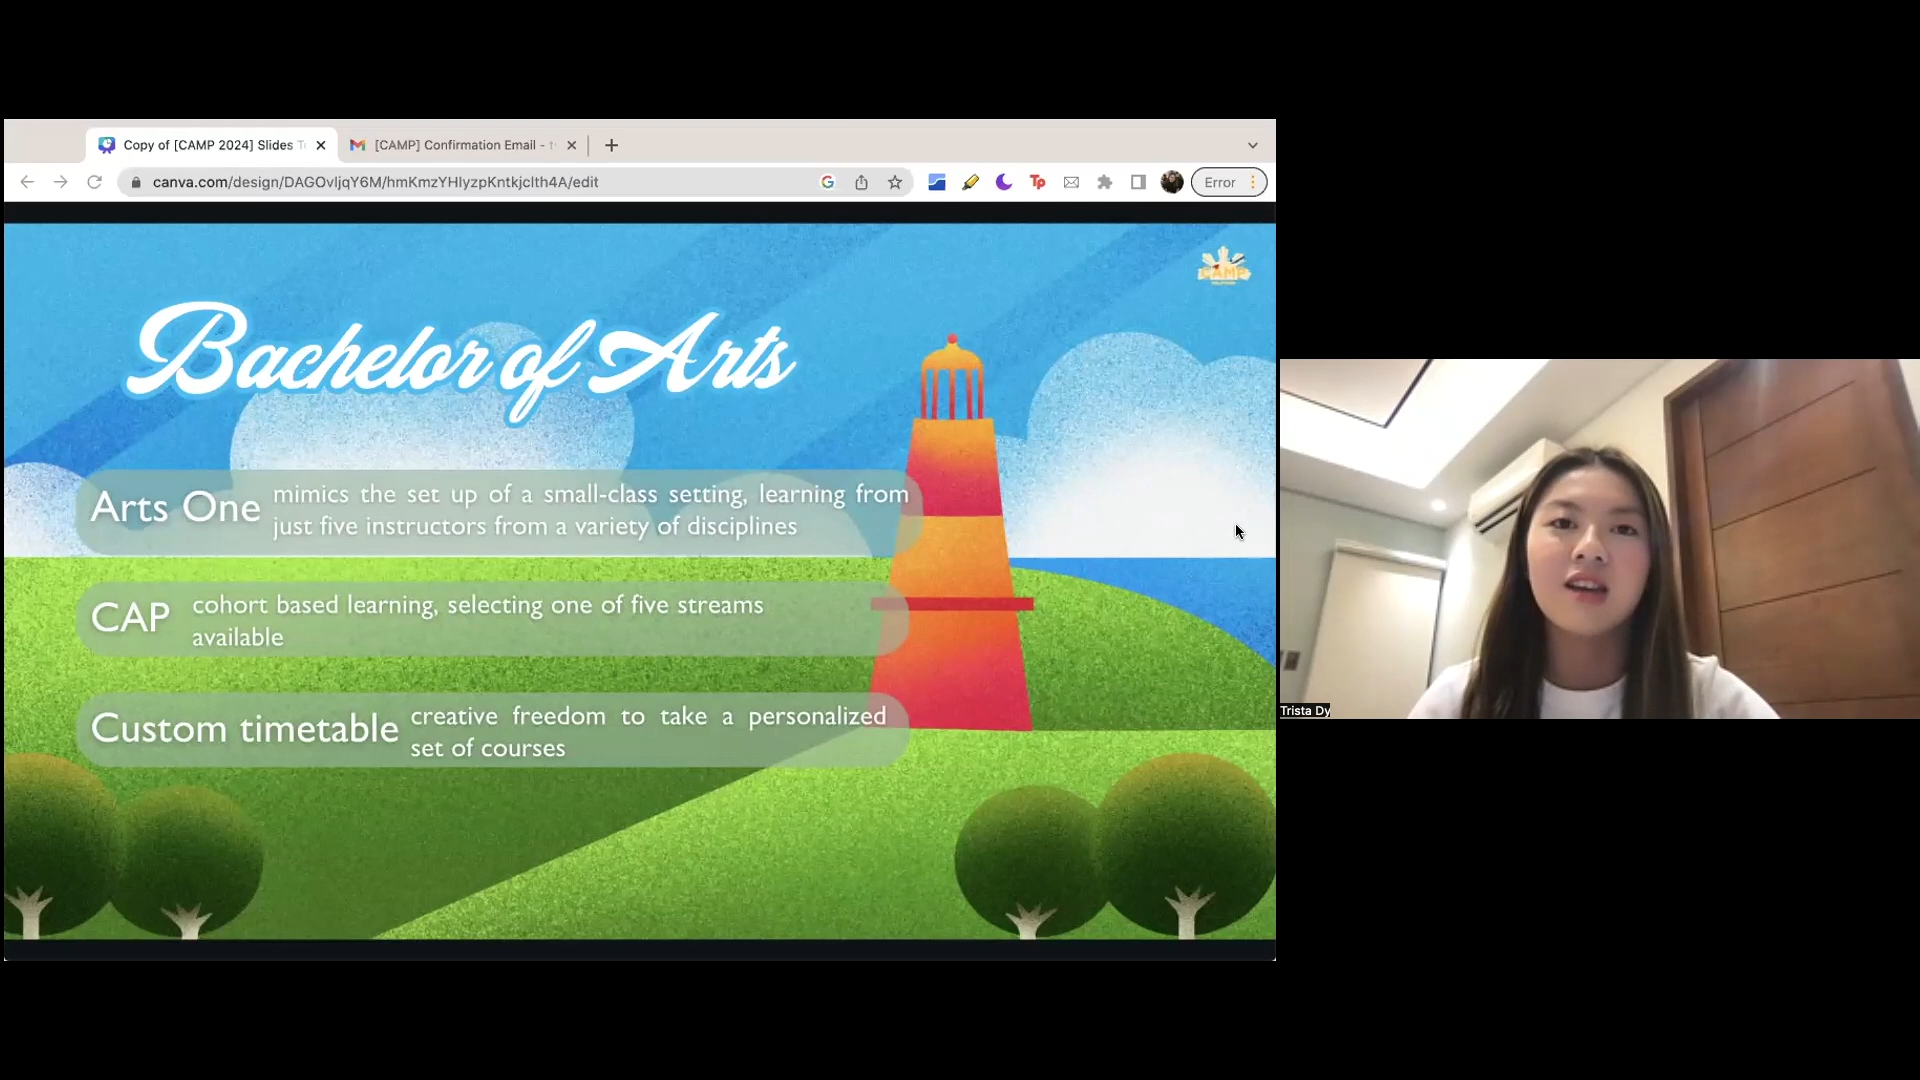 Copy of [CAMP 2024] Slides
[CAMP] Confirmation Email -
canva.com/design/DAGOvljqY6M/hmKmzYHIyzpKntkjclth4A/edit
Tp
Error
CAMP
Bachelor of Arts
Arts One
mimics the set up of a small-class setting, learning from
just five instructors from a variety of disciplines
CAP
cohort based learning, selecting one of five streams
available
Custom timetable
creative freedom to take a personalized
set of courses
Trista Dy